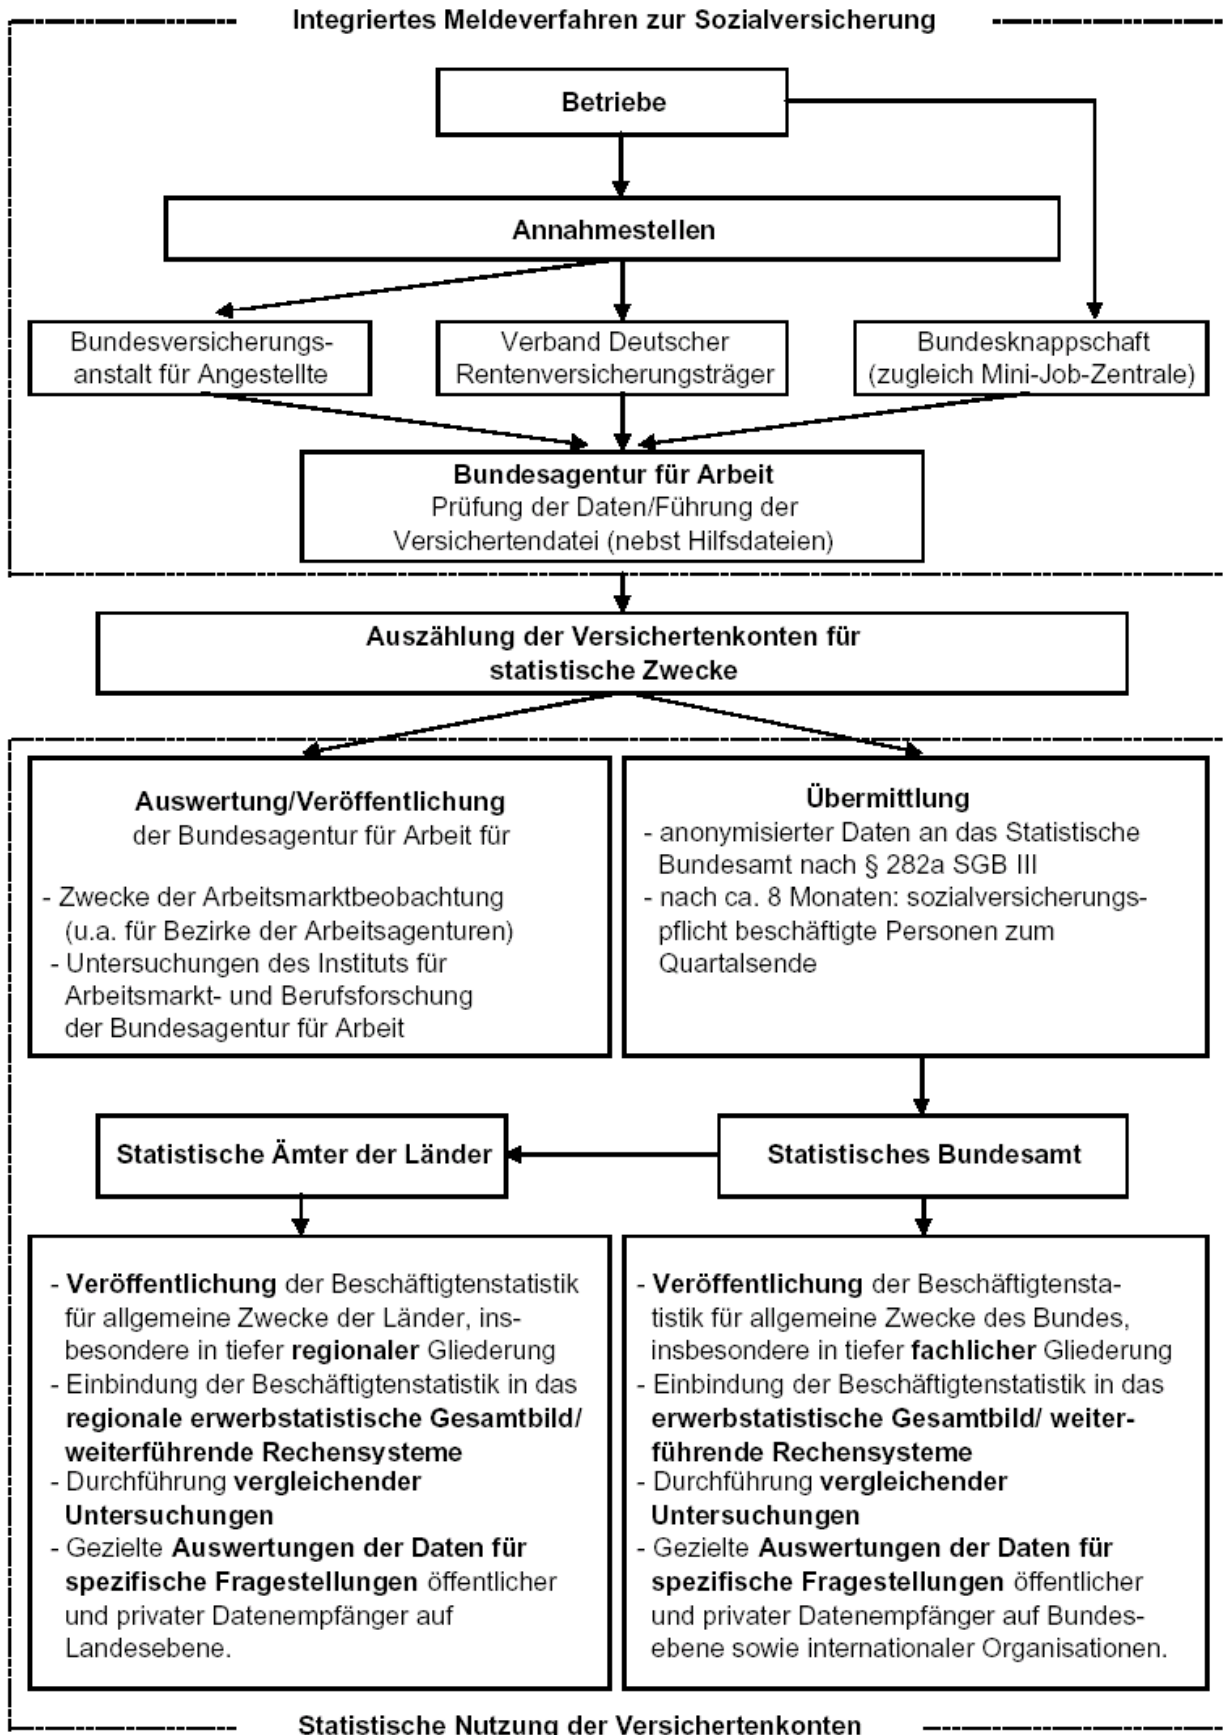 Integriertes Meldeverfahren zur Sozialversicherung
Betriebe
Annahmestellen
Bundesversicherungs-
anstalt für Angestellte
Verband Deutscher
Rentenversicherungsträger
Bundesknappschaft
(zugleich Mini-Job-Zentrale)
Bundesagentur für Arbeit
Prüfung der Daten/Führung der
Versichertendatei (nebst Hilfsdateien)
Auszählung der Versichertenkonten für
statistische Zwecke
Auswertung/Veröffentlichung
der Bundesagentur für Arbeit für
- Zwecke der Arbeitsmarktbeobachtung
(u.a. für Bezirke der Arbeitsagenturen)
- Untersuchungen des Instituts für
Arbeitsmarkt- und Berufsforschung
der Bundesagentur für Arbeit
Übermittlung
- anonymisierter Daten an das Statistische
Bundesamt nach § 282a SGB III
- nach ca. 8 Monaten: sozialversicherungs-
pflicht beschäftigte Personen zum
Quartalsende
Statistische Ämter der Länder
Statistisches Bundesamt
- Veröffentlichung der Beschäftigtenstatistik
für allgemeine Zwecke der Länder, ins-
besondere in tiefer regionaler Gliederung
- Einbindung der Beschäftigtenstatistik in das
regionale erwerbstatistische Gesamtbild/
weiterführende Rechensysteme
- Durchführung vergleichender
Untersuchungen
- Gezielte Auswertungen der Daten für
spezifische Fragestellungen öffentlicher
und privater Datenempfänger auf
Landesebene.
- Veröffentlichung der Beschäftigtensta-
tistik für allgemeine Zwecke des Bundes,
insbesondere in tiefer fachlicher Gliederung
- Einbindung der Beschäftigtenstatistik in das
erwerbstatistische Gesamtbild/ weiter-
führende Rechensysteme
- Durchführung vergleichender
Untersuchungen
- Gezielte Auswertungen der Daten für
spezifische Fragestellungen öffentlicher
und privater Datenempfänger auf Bundes-
ebene sowie internationaler Organisationen.
Statistische Nutzung der Versichertenkonten